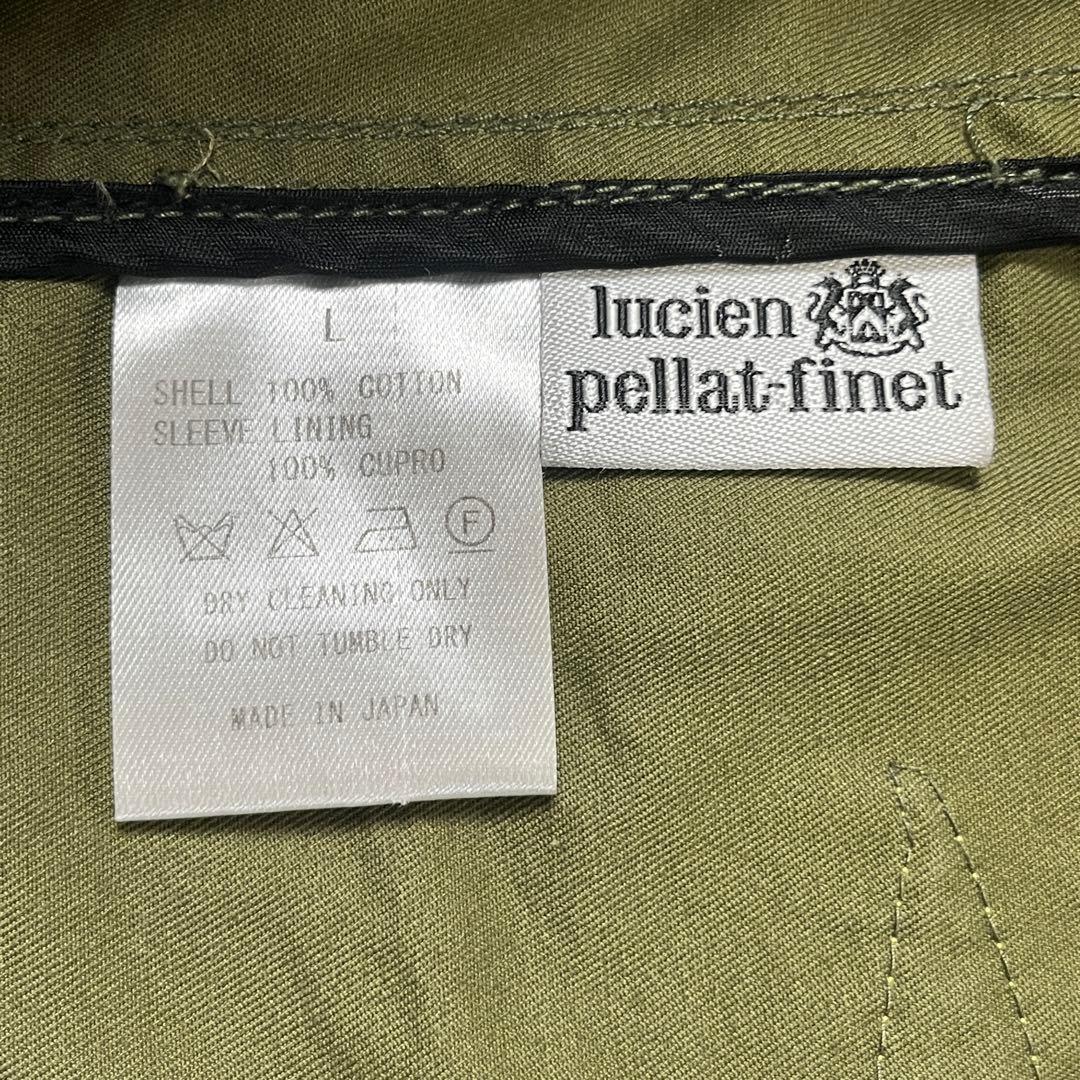 L
SHELL 100% COTTON
SLEEVE LINING
100% CUPRO
F
DRY CLEANING ONLY
DO NOT TUMBLE DRY
MADE IN JAPAN
lucien
pellat-finet